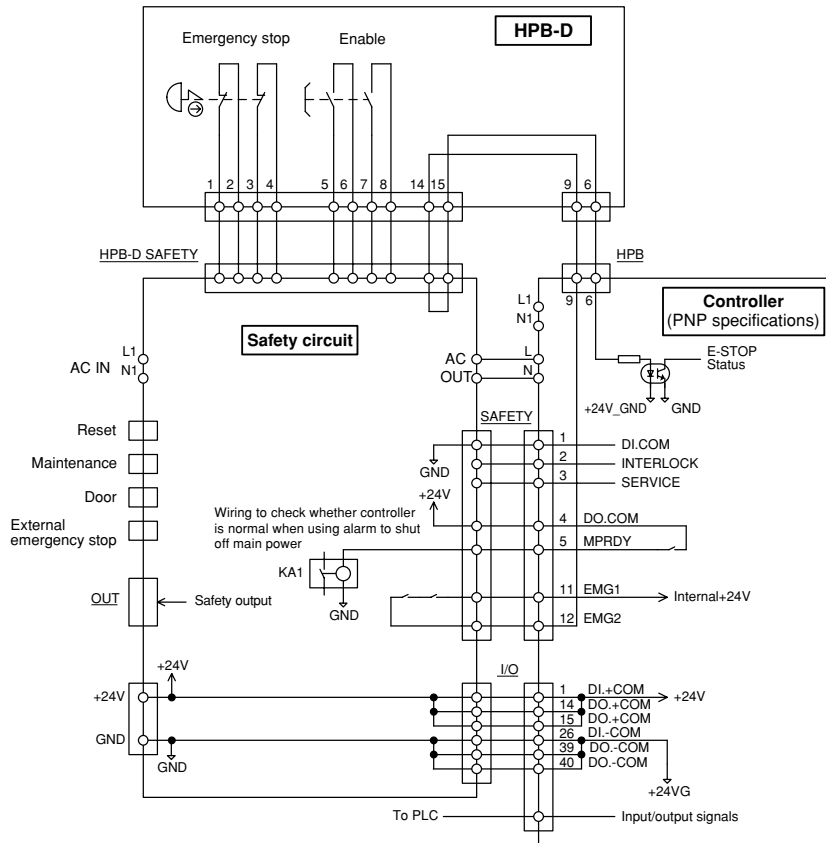 HPB-D
Emergency stop
Enable
1 2 3 4 5 6 7 8 14 15 9 6
HPB-D SAFETY
HPB
9 6
Controller
(PNP specifications)
L1
N1
Safety circuit
E-STOP
Status
L1
AC IN N1
AC L
OUT N
+24V_GND GND
SAFETY
Reset
1 DI.COM
Maintenance
GND
2 INTERLOCK
3 SERVICE
Door
+24V
Wiring to check whether controller
is normal when using alarm to shut
off main power
4 DO.COM
External
emergency stop
5 MPRDY
KA1
GND
OUT
Safety output
11 EMG1
Internal+24V
12 EMG2
I/O
+24V
+24V
1 DI.+COM
+24V
14 DO.+COM
15 DO.+COM
GND
26 DI.-COM
GND
39 DO.-COM
40 DO.-COM
+24VG
To PLC
Input/output signals